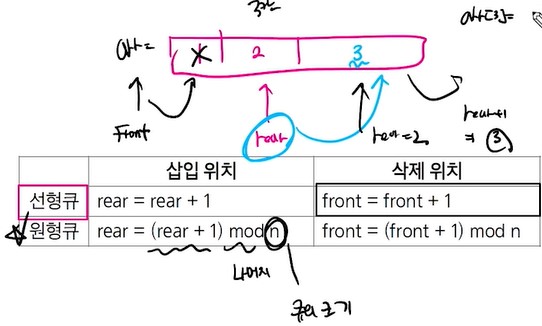 3칸
arr[3]=
arr=
X 2 3
Front
rear
rear=2
rear+1
=③
삽입 위치 삭제 위치
선형큐 rear = rear + 1 front = front + 1
원형큐 rear = (rear + 1) mod n front = (front + 1) mod n
나머지
큐의 크기